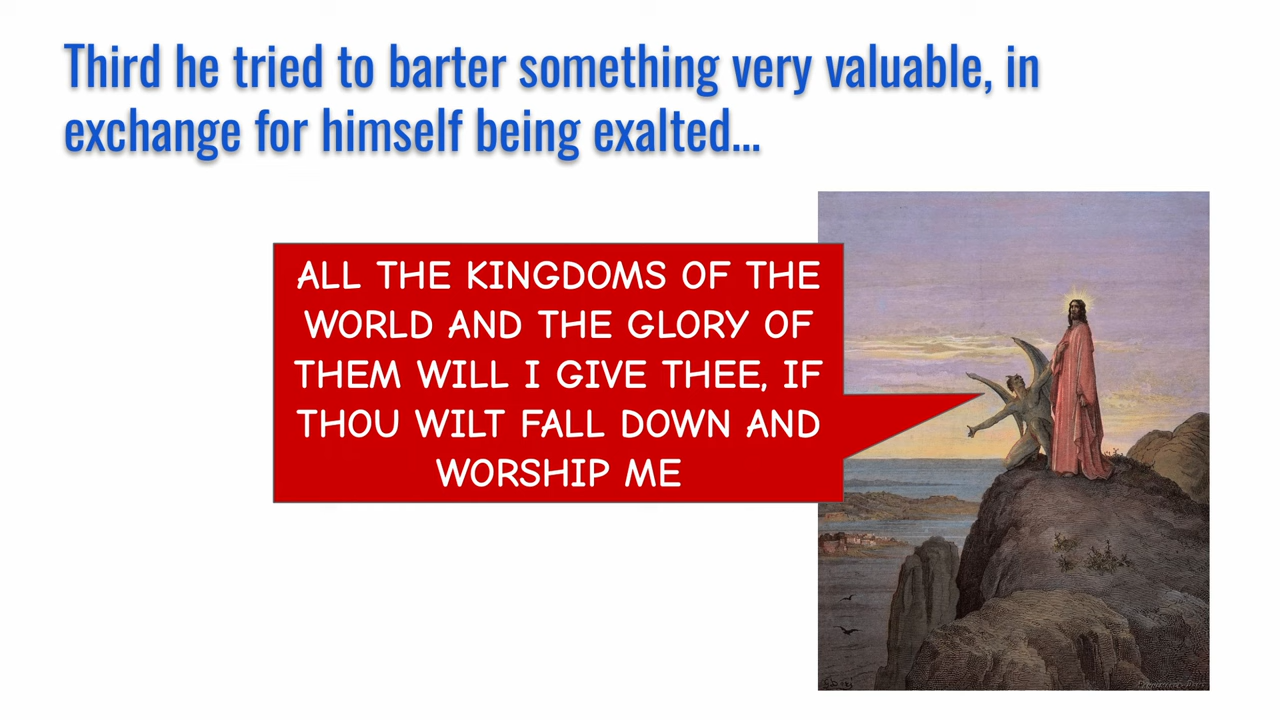 Third he tried to barter something very valuable, in
exchange for himself being exalted...
ALL THE KINGDOMS OF THE
WORLD AND THE GLORY OF
THEM WILL I GIVE THEE, IF
THOU WILT FALL DOWN AND
WORSHIP ME